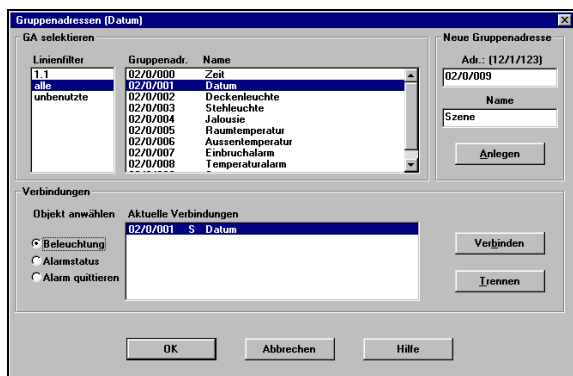 Gruppenadressen (Datum)
GA selektieren
Linienfilter
1.1
alle
unbenutzte
Gruppenadr. Name
02/0/000 Zeit
02/0/001 Datum
02/0/002 Deckenleuchte
02/0/003 Stehleuchte
02/0/004 Jalousie
02/0/005 Raumtemperatur
02/0/006 Aussentemperatur
02/0/007 Einbruchalarm
02/0/008 Temperaturalarm
Neue Gruppenadresse
Adr.: (12/1/123)
02/0/009
Name
Szene
Anlegen
Verbindungen
Objekt anwählen
Beleuchtung
Alarmstatus
Alarm quittieren
Aktuelle Verbindungen
02/0/001 S Datum
Verbinden
Trennen
OK
Abbrechen
Hilfe